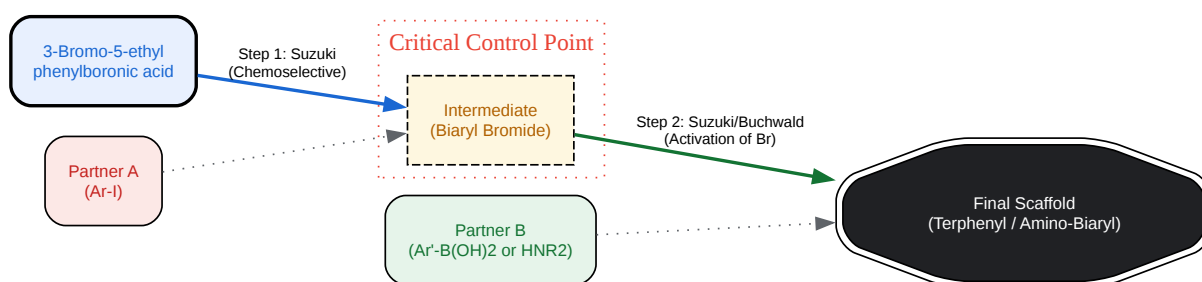 3-Bromo-5-ethyl
phenylboronic acid
Step 1: Suzuki
(Chemoselective)
Critical Control Point
Intermediate
(Biaryl Bromide)
Partner A
(Ar-I)
Step 2: Suzuki/Buchwald
(Activation of Br)
Partner B
(Ar'-B(OH)2 or HNR2)
Final Scaffold
(Terphenyl / Amino-Biaryl)